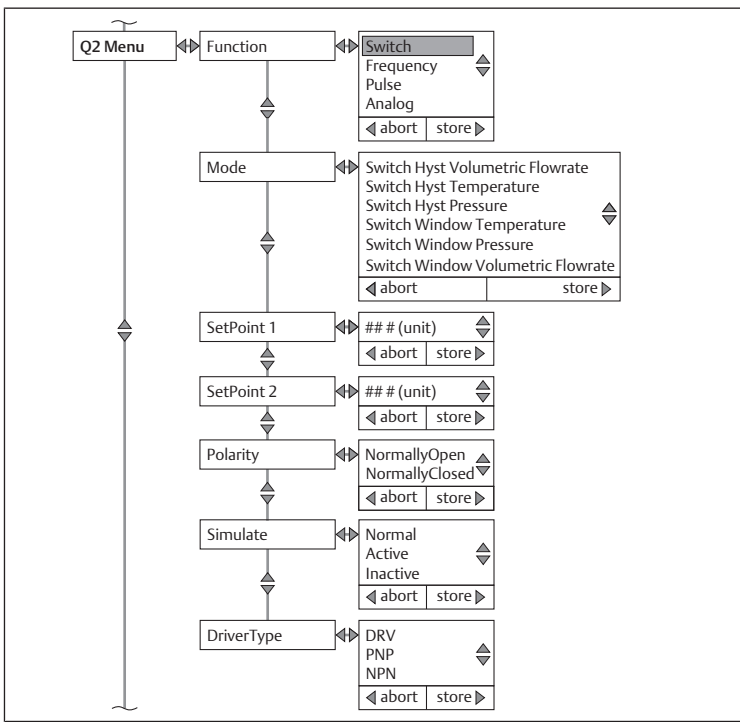 Q2 Menu
Function
Switch
Frequency
Pulse
Analog
abort store
Mode
Switch Hyst Volumetric Flowrate
Switch Hyst Temperature
Switch Hyst Pressure
Switch Window Temperature
Switch Window Pressure
Switch Window Volumetric Flowrate
abort store
SetPoint 1
### (unit)
abort store
SetPoint 2
### (unit)
abort store
Polarity
NormallyOpen
NormallyClosed
abort store
Simulate
Normal
Active
Inactive
abort store
DriverType
DRV
PNP
NPN
abort store